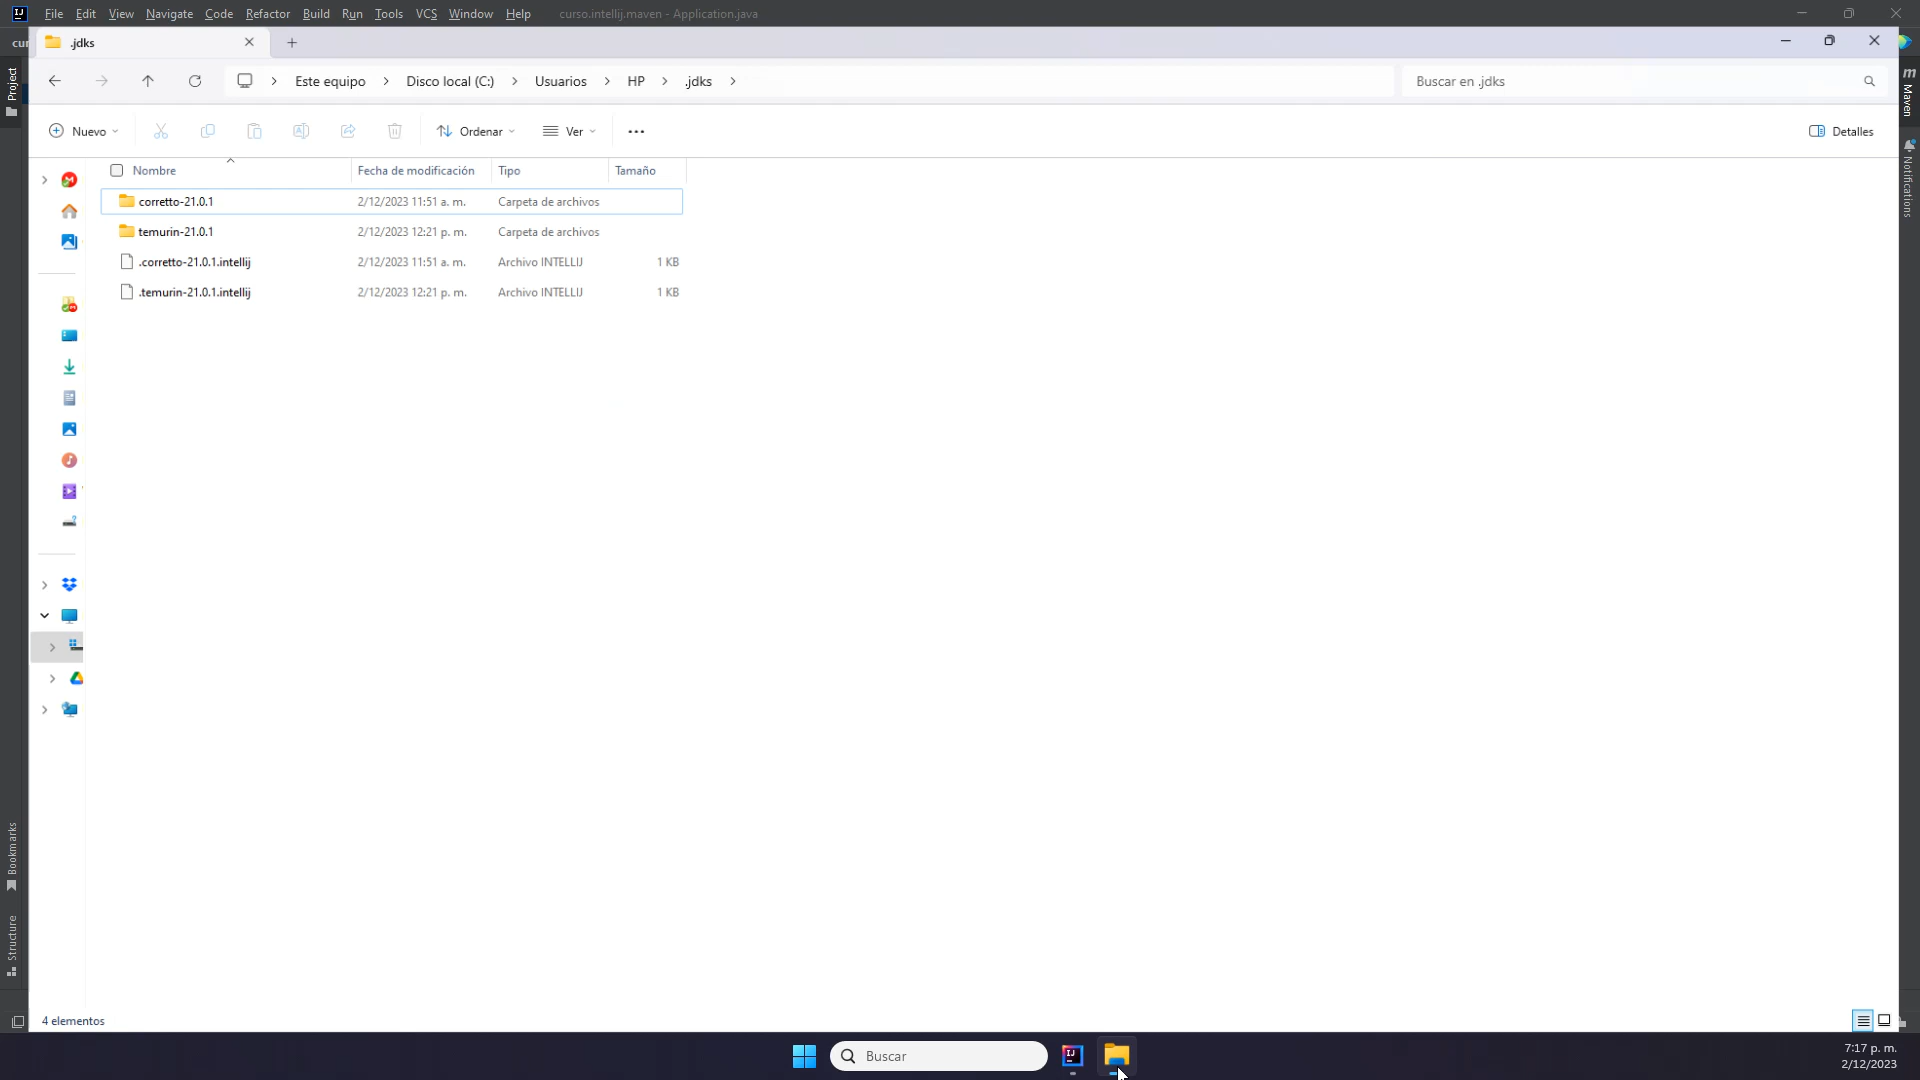 File Edit View Navigate Code Refactor Build Run Tools VCS Window Help curso.intellij.maven - Application.java
cur
.jdks
Este equipo > Disco local (C:) > Usuarios > HP > .jdks >
Buscar en .jdks
Nuevo
Ordenar
Ver
Detalles
Nombre Fecha de modificación Tipo Tamaño
corretto-21.0.1 2/12/2023 11:51 a. m. Carpeta de archivos
temurin-21.0.1 2/12/2023 12:21 p. m. Carpeta de archivos
.corretto-21.0.1.intellij 2/12/2023 11:51 a. m. Archivo INTELLIJ 1 KB
.temurin-21.0.1.intellij 2/12/2023 12:21 p. m. Archivo INTELLIJ 1 KB
Project
Bookmarks
Structure
m Maven
Notifications
4 elementos
Buscar
7:17 p. m.
2/12/2023